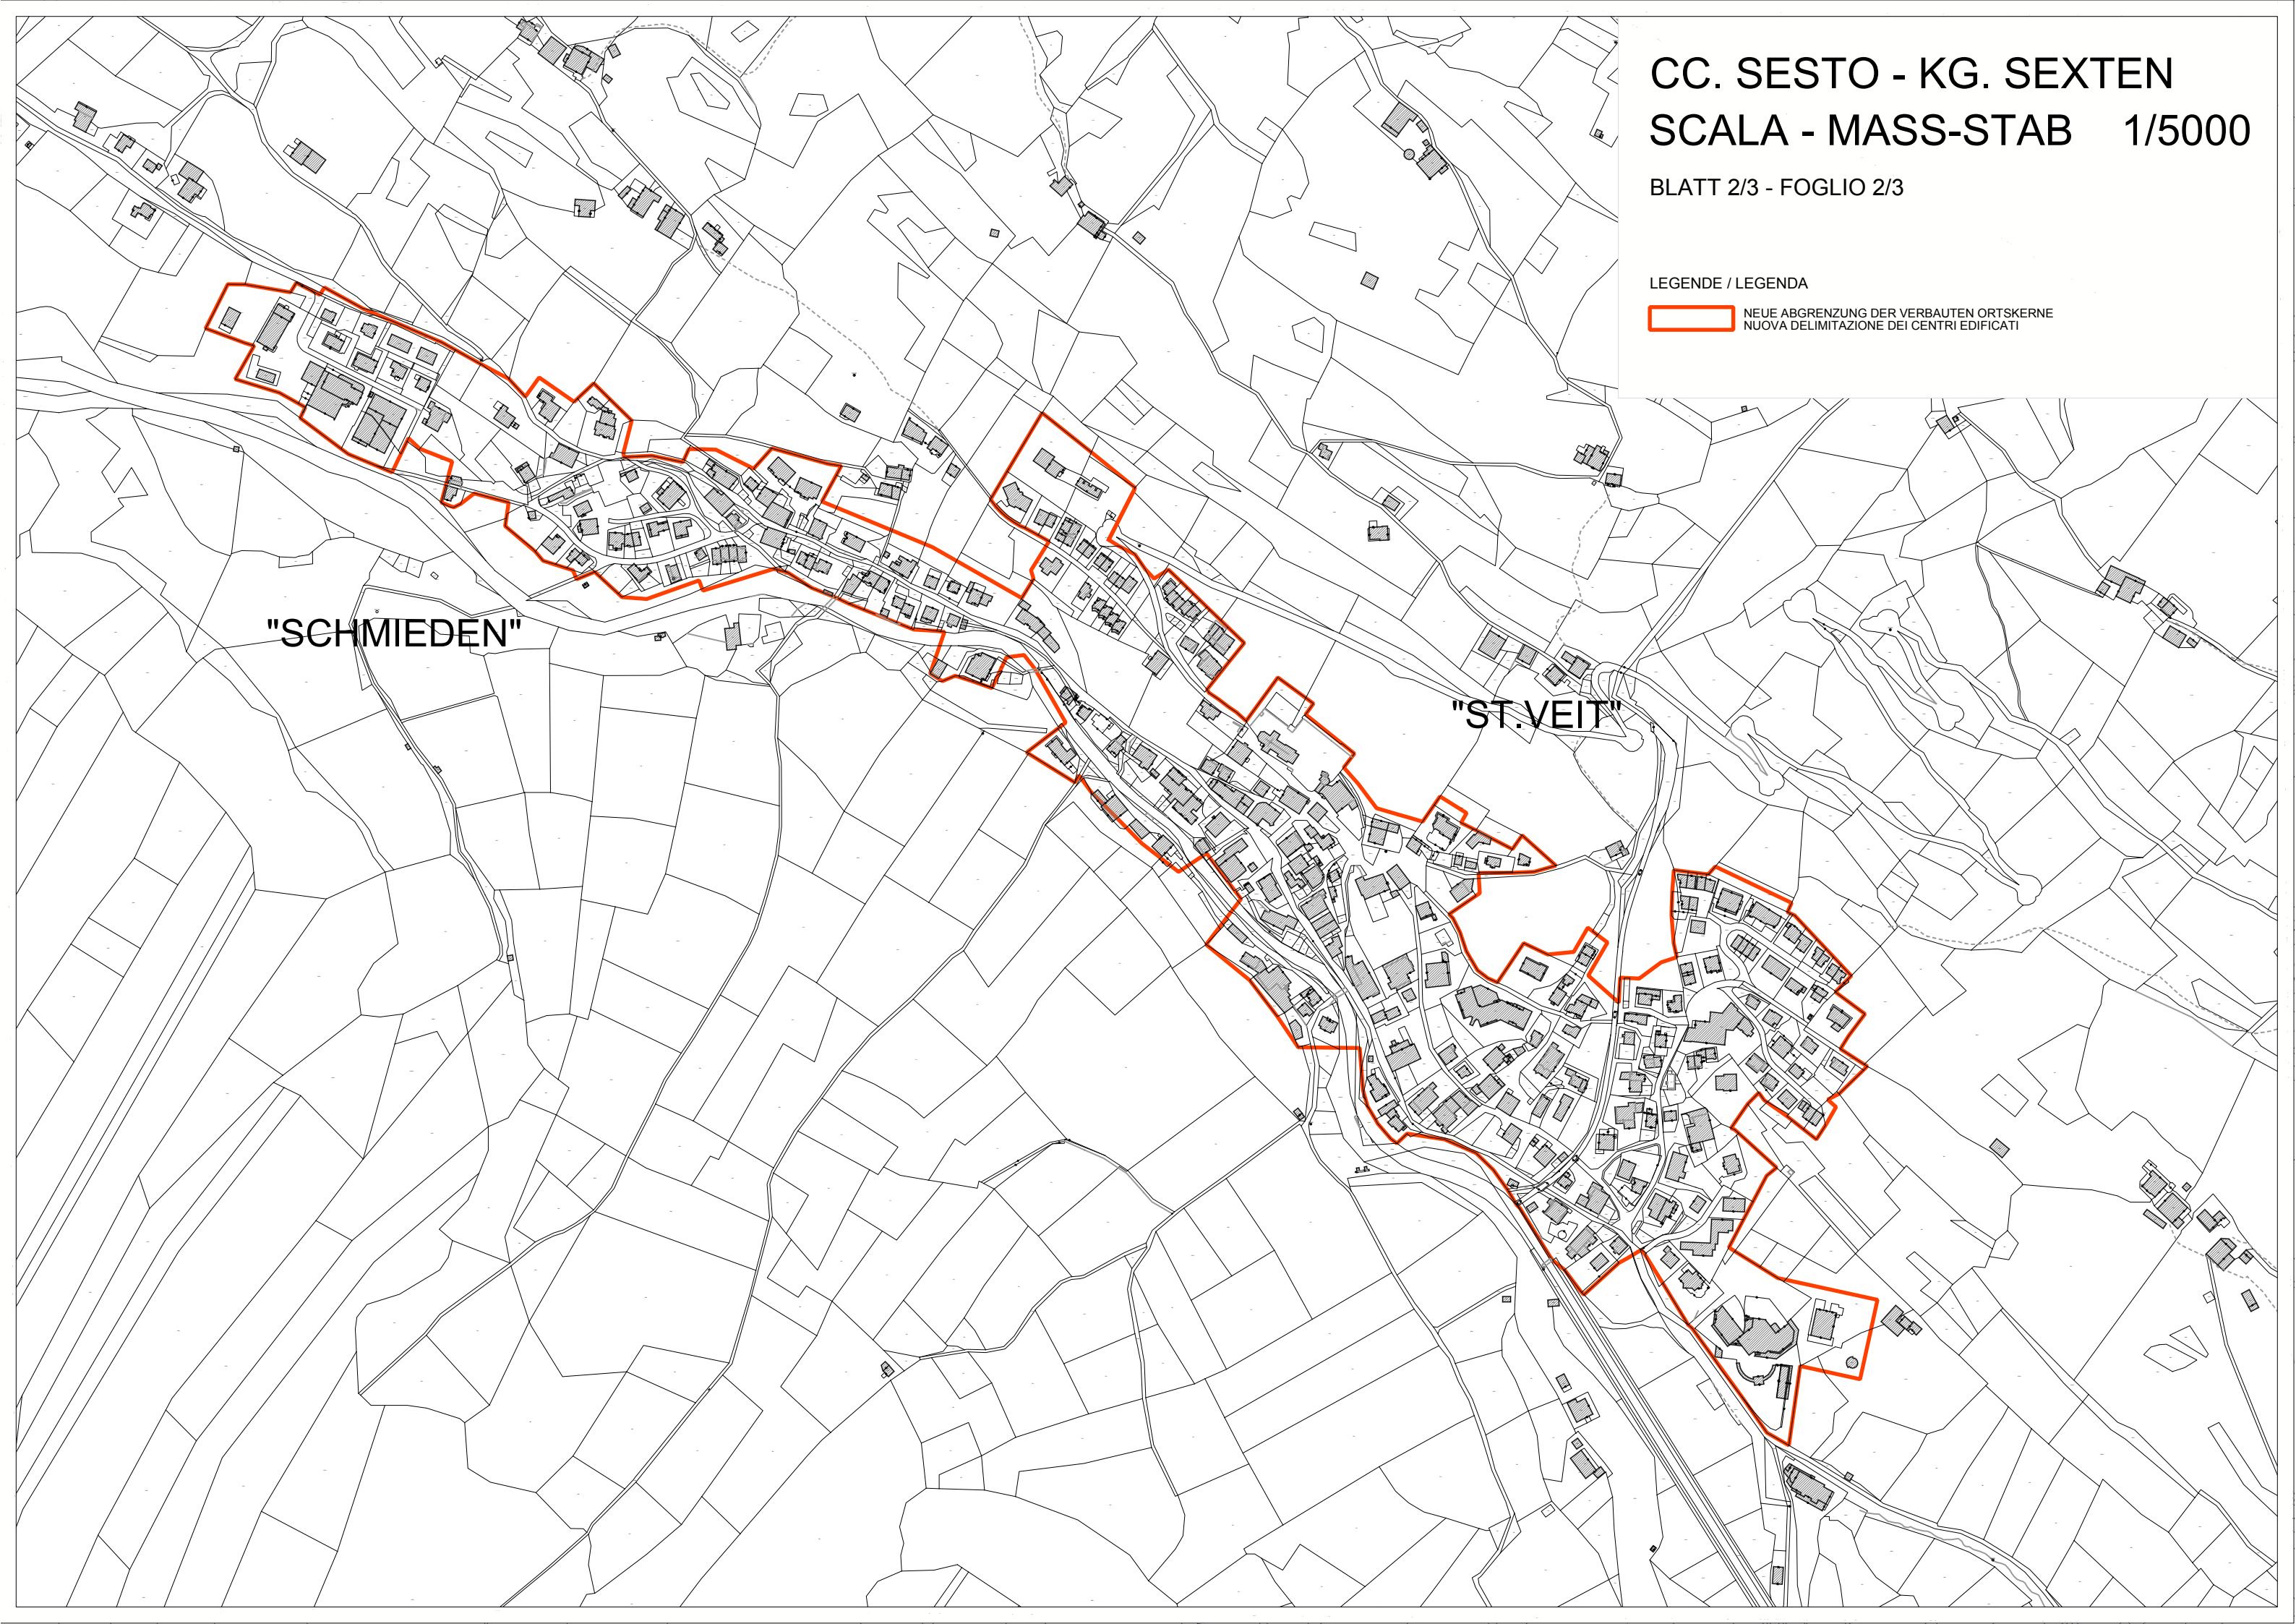 CC. SESTO - KG. SEXTEN
SCALA - MASS-STAB 1/5000
BLATT 2/3 - FOGLIO 2/3
LEGENDE / LEGENDA
NEUE ABGRENZUNG DER VERBAUTEN ORTSKERNE
NUOVA DELIMITAZIONE DEI CENTRI EDIFICATI
"SCHMIEDEN"
"ST.VEIT"